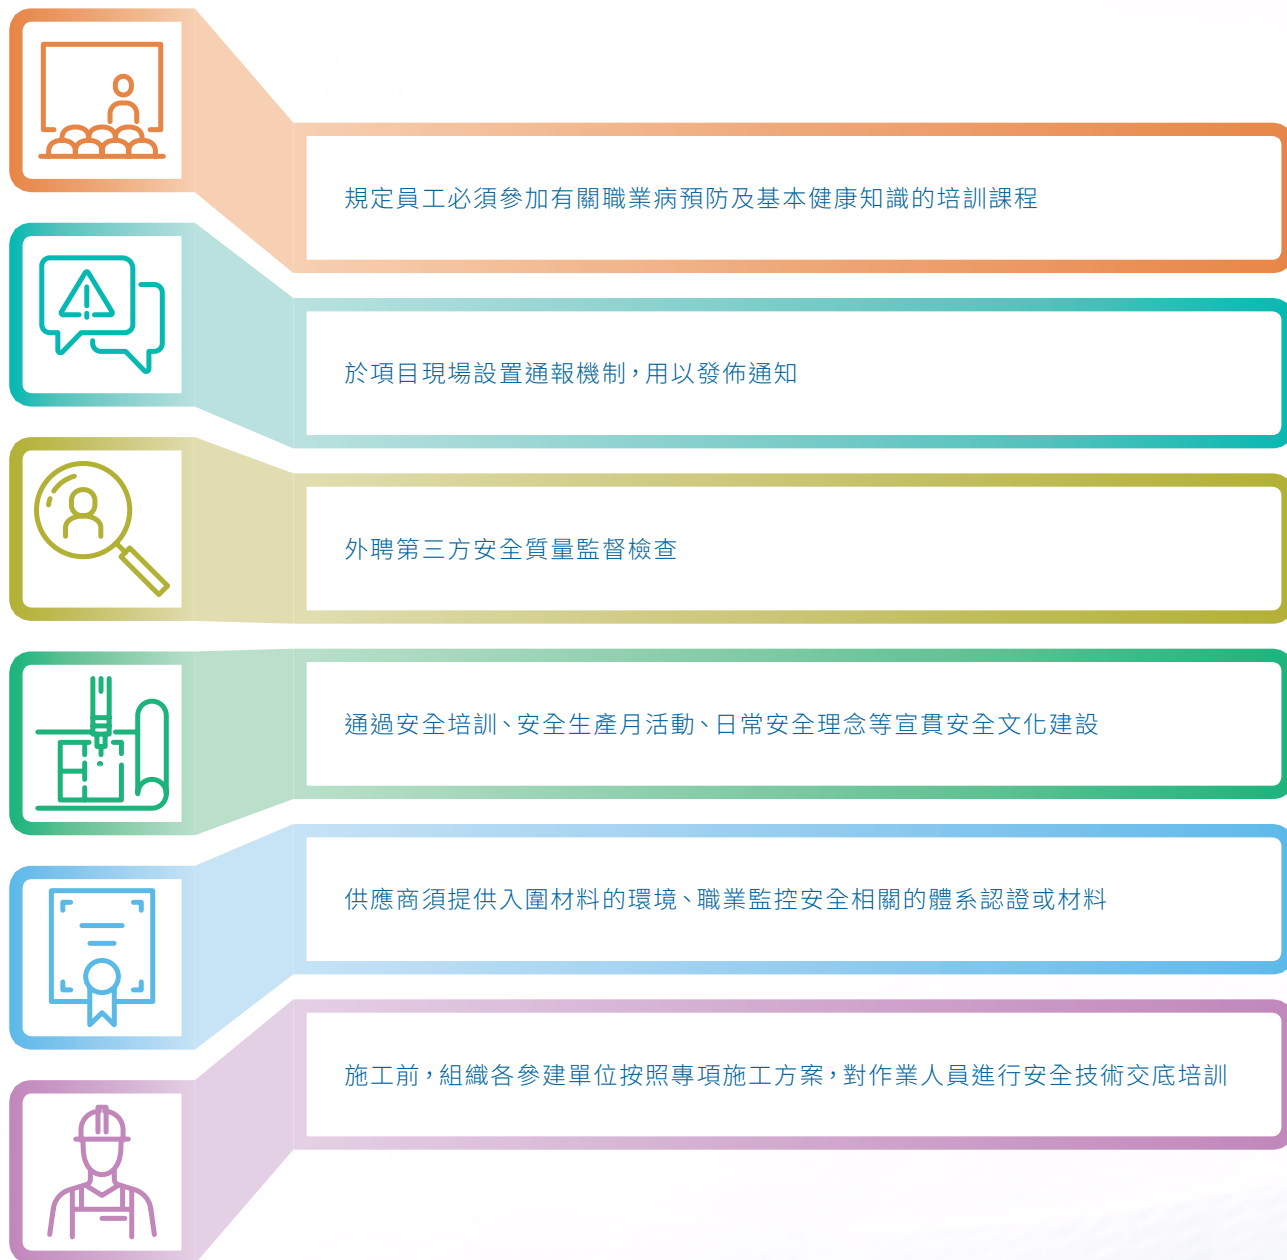 規定員工必須參加有關職業病預防及基本健康知識的培訓課程
於項目現場設置通報機制，用以發佈通知
外聘第三方安全質量監督檢查
通過安全培訓、安全生產月活動、日常安全理念等宣貫安全文化建設
供應商須提供入圍材料的環境、職業監控安全相關的體系認證或材料
施工前，組織各參建單位按照專項施工方案，對作業人員進行安全技術交底培訓